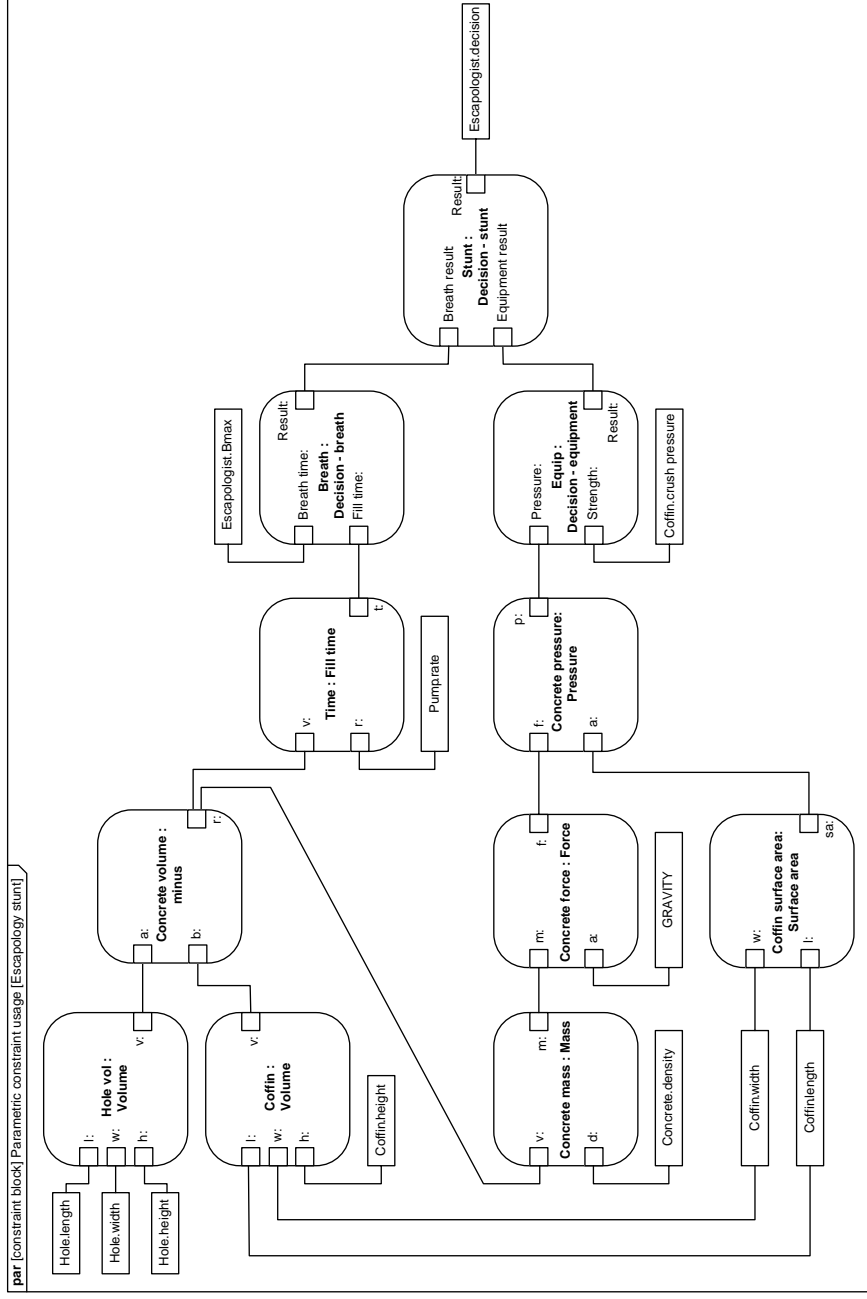 par [constraint block] Parametric constraint usage [Escapology stunt]
Hole.length
Hole.width
Hole.height
l:
w:
h:
Hole vol :
Volume
v:
l:
w:
h:
Coffin :
Volume
v:
Coffin.height
a:
b:
Concrete volume :
minus
r:
v:
r:
Time : Fill time
t:
Pump.rate
Escapologist.Bmax
Breath time:
Breath :
Decision - breath
Fill time:
Result:
Breath result
Stunt :
Decision - stunt
Equipment result
Result:
Escapologist.decision
v:
d:
Concrete mass : Mass
m:
Concrete.density
m:
a:
Concrete force : Force
f:
GRAVITY
f:
a:
Concrete pressure:
Pressure
p:
Pressure:
Equip :
Decision - equipment
Strength:
Result:
Coffin.crush pressure
Coffin.width
Coffin.length
w:
l:
Coffin surface area:
Surface area
sa: